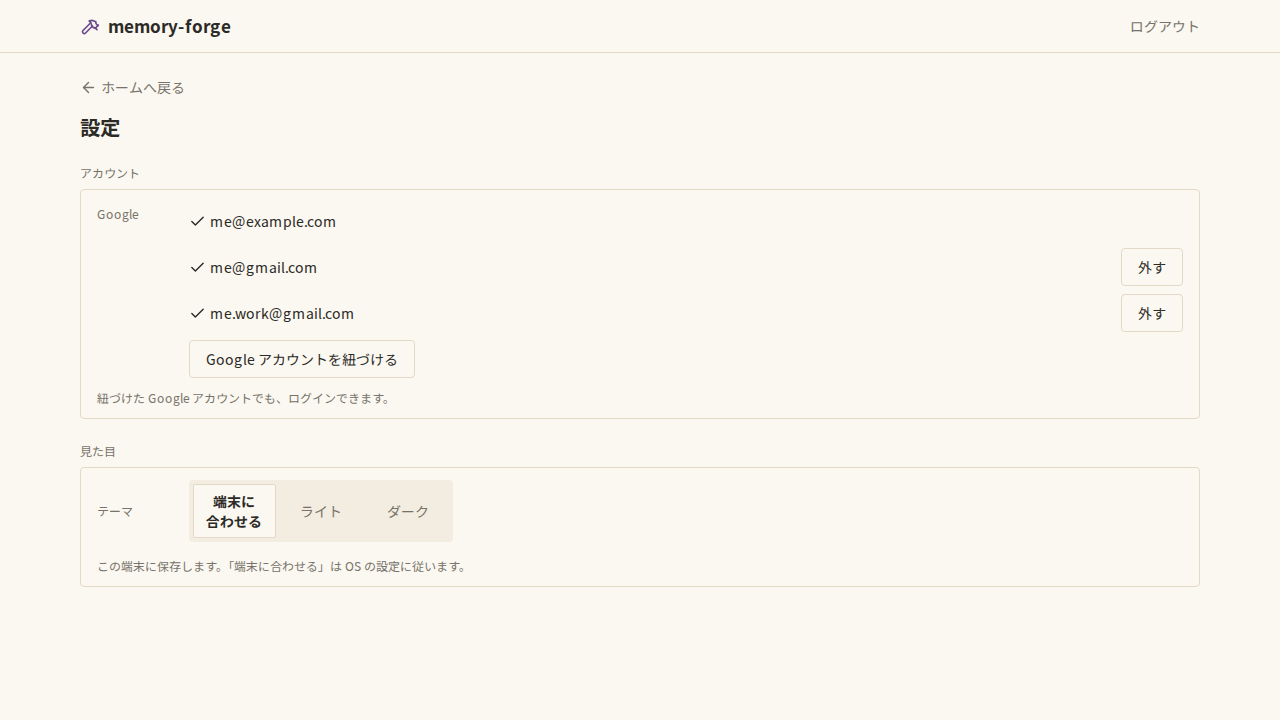 memory-forge
ログアウト
ホームへ戻る
設定
アカウント
Google
me@example.com
me@gmail.com
外す
me.work@gmail.com
外す
Google アカウントを紐づける
紐づけた Google アカウントでも、ログインできます。
見た目
テーマ
端末に
合わせる
ライト
ダーク
この端末に保存します。「端末に合わせる」は OS の設定に従います。